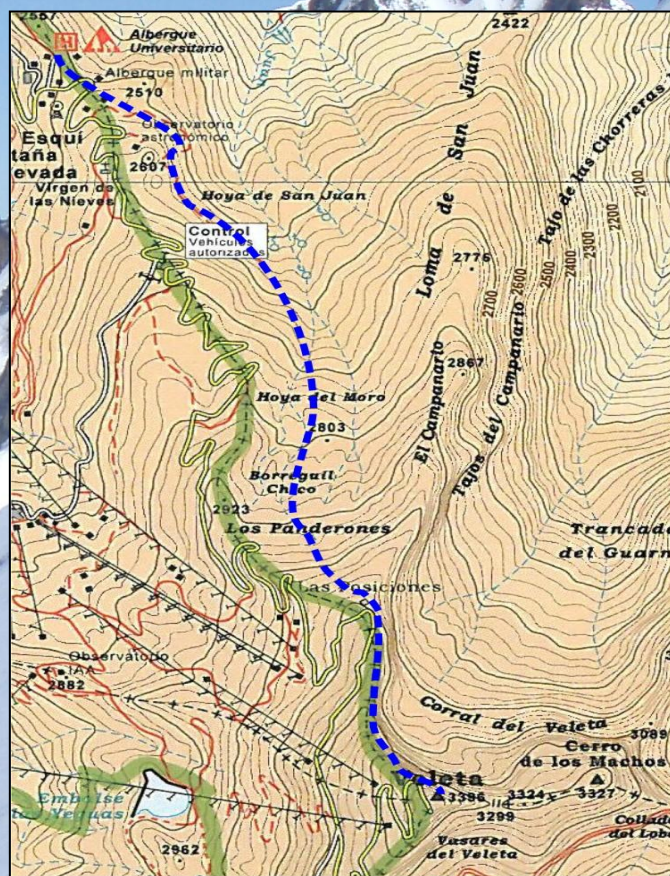 2557
2422
Albergue
Universitario
Albergue militar
2510
Observatorio
astronómico
2607
Esqui
taña
evada
Virgen de
las Nieves
Hoya de San Juan
Loma de San Juan
Tajo de las Chorreras
2100
2200
2300
2400
2500
2600
2700
Control
Vehículos
autorizados
2776
2867
El Campanario
Tajos del Campanario
Hoya del Moro
2803
Borreguil
Chico
2923
Los Panderones
Trancada
del Guarn
Las Posiciones
Observatorio
IAA
2882
Corral del Veleta
3089
Cerro
de los Machos
Veleta
3396
3324
3327
3299
Embalse
las Yeguas
Collado
del Lobo
Vasares
del Veleta
2962